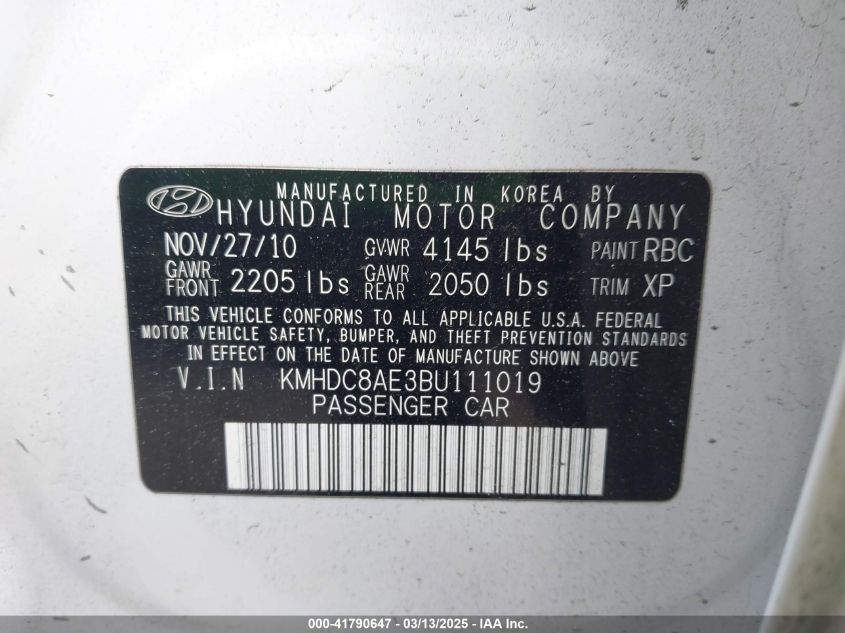 MANUFACTURED IN KOREA BY
HYUNDAI MOTOR COMPANY
NOV/27/10 GVWR 4145 lbs PAINT RBC
GAWR FRONT 2205 lbs GAWR REAR 2050 lbs TRIM XP
THIS VEHICLE CONFORMS TO ALL APPLICABLE U.S.A. FEDERAL
MOTOR VEHICLE SAFETY, BUMPER, AND THEFT PREVENTION STANDARDS
IN EFFECT ON THE DATE OF MANUFACTURE SHOWN ABOVE
V.I.N KMHDC8AE3BU111019
PASSENGER CAR
000-41790647 - 03/13/2025 - IAA Inc.